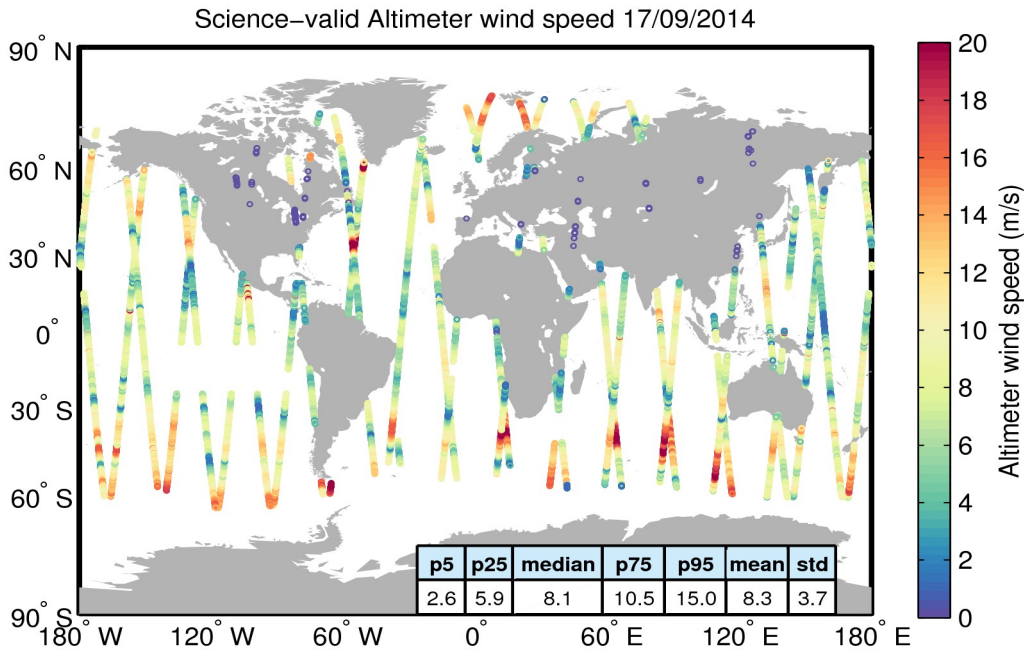 Science−valid Altimeter wind speed 17/09/2014
90° N
60° N
30° N
0°
30° S
60° S
90° S
180° W
120° W
60° W
0°
60° E
120° E
180° E
p5 p25 median p75 p95 mean std
2.6 5.9 8.1 10.5 15.0 8.3 3.7
20
18
16
14
12
10
8
6
4
2
0
Altimeter wind speed (m/s)